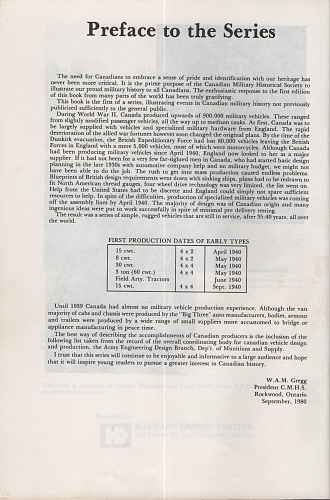 Preface to the Series
The need for Canadians to embrace a sense of pride and identification with our heritage has
never been more critical. It is the prime purpose of the Canadian Military Historical Society to
illustrate our proud military history to all Canadians. The enthusiastic response to the first edition
of this book from many parts of the world has been truly gratifying.
This book is the first of a series, illustrating events in Canadian military history not previously
publicized sufficiently to the general public.
During World War II, Canada produced upwards of 900,000 military vehicles. These ranged
from slightly modified passenger vehicles, all the way up to medium tanks. At first, Canada was to
be largely supplied with vehicles and specialized military hardware from England. The rapid
deterioration of the allied war fortunes however soon changed the original plans. By the time of the
Dunkirk evacuation, the British Expeditionary Force had lost 80,000 vehicles leaving the British
Forces in England with a mere 5,000 vehicles, most of which were motorcycles. Although Canada
had been producing military vehicles since April 1940, England now looked to her as a major
supplier. If it had not been for a very few far-sighted men in Canada, who had started basic design
planning in the late 1930s with automotive company help and no military budget, we might not
have been able to do the job. The rush to get into mass production caused endless problems.
Blueprints of British design requirements went down with sinking ships, plans had to be redrawn to
fit North American thread gauges, four wheel drive technology was very limited, the list went on.
Help from the United States had to be discreet and England could simply not spare sufficient
resources to help. In spite of the difficulties, production of specialized military vehicles was coming
off the assembly lines by April 1940. The majority of design was of Canadian origin and many
ingenious ideas were put to work successfully in spite of minimal pre delivery testing.
The result was a series of simple, rugged vehicles that are still in service, after 35-40 years, all over
the world.
FIRST PRODUCTION DATES OF EARLY TYPES
15 cwt. 4 x 2 April 1940
8 cwt. 4 x 2 May 1940
30 cwt. 4 x 4 May 1940
3 ton (60 cwt.) 4 x 4 May 1940
Field Arty. Tractors June 1940
15 cwt. 4 x 4 Sept. 1940
Until 1939 Canada had almost no military vehicle production experience. Although the vast
majority of cabs and chassis were produced by the "Big Three" auto manufacturers, bodies, armour
and trailers were produced by a wide range of small suppliers more accustomed to bridge or
appliance manufacturing in peace time.
The best way of describing the accomplishments of Canadian producers is the inclusion of the
following list taken from the record of the overall coordinating body for canadian vehicle design
and production, the Army Engineering Design Branch, Dep't. of Munitions and Supply.
I trust that this series will continue to be enjoyable and informative to a large audience and hope
that it will inspire young readers to pursue a greater interest in Canadian history.
W.A.M. Gregg
President C.M.H.S.
Rockwood, Ontario
September, 1980